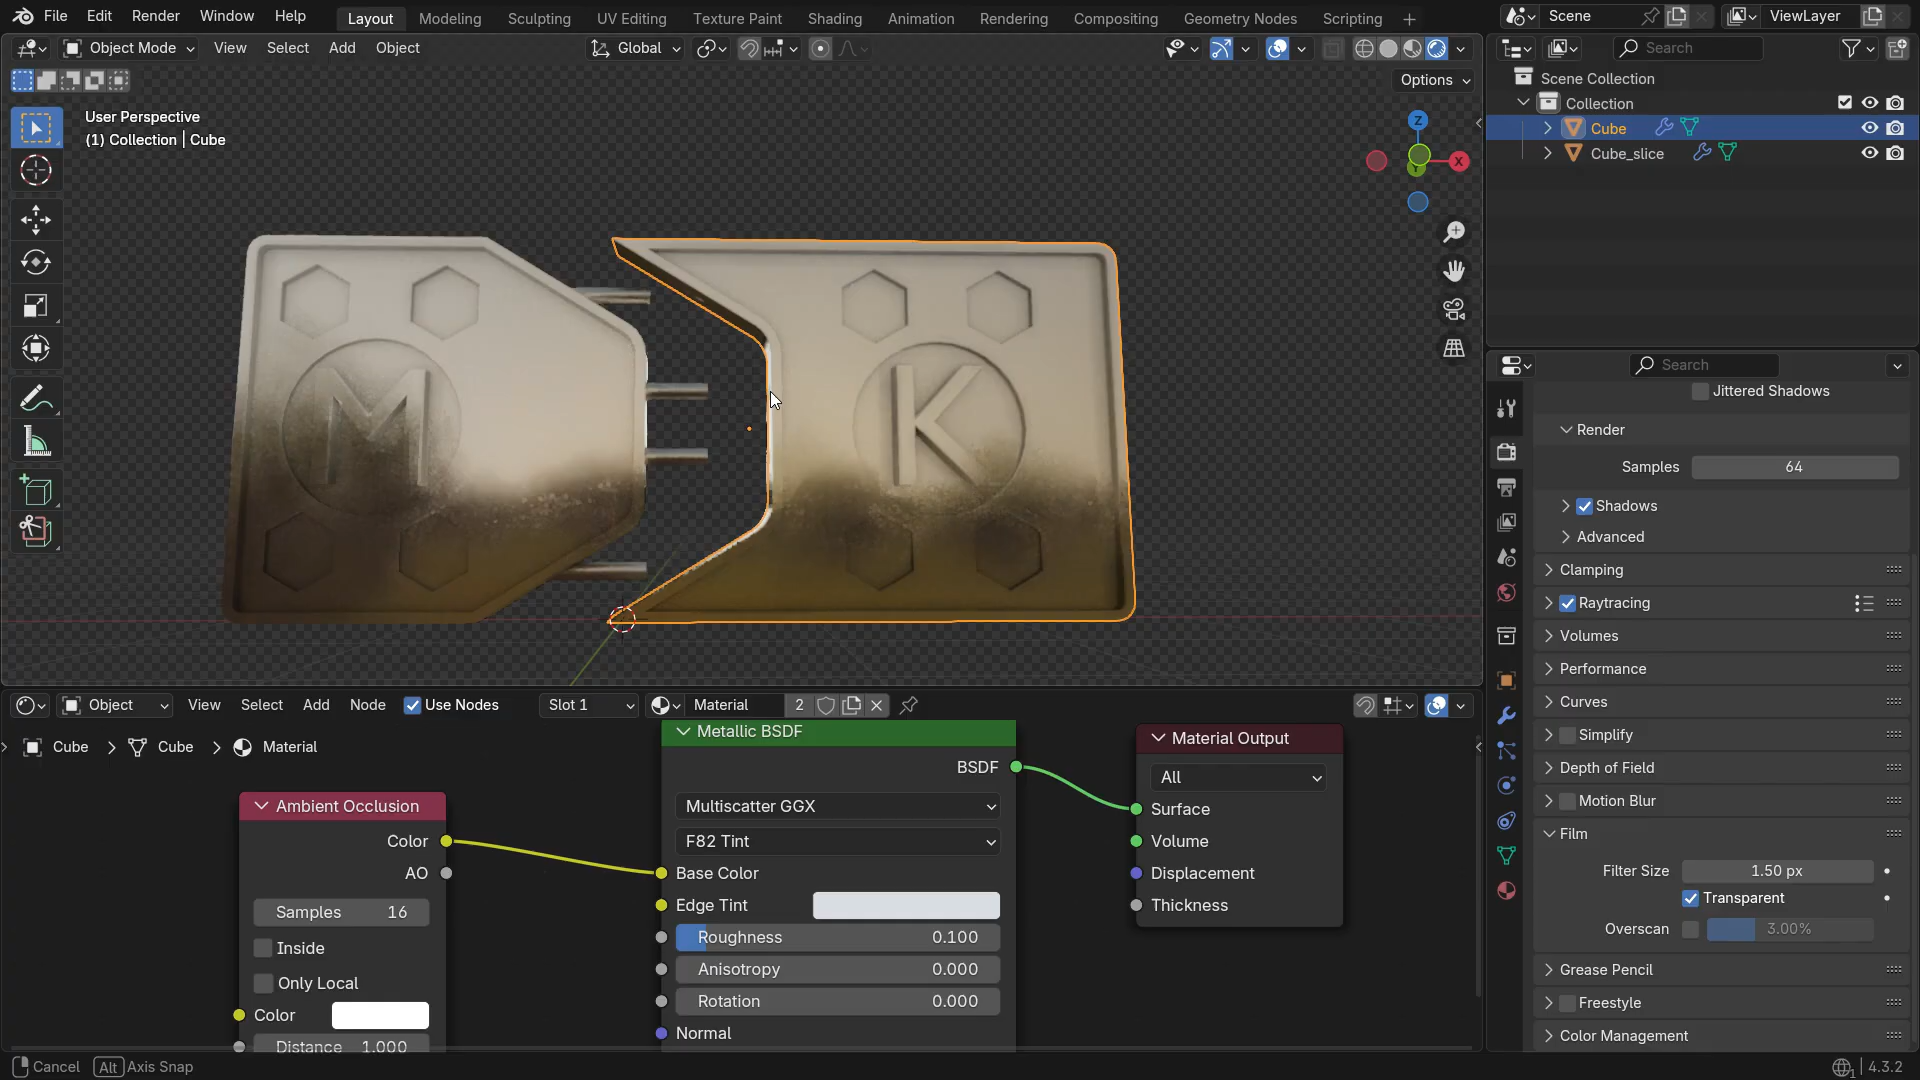 File Edit Render Window Help Layout Modeling Sculpting UV Editing Texture Paint Shading Animation Rendering Compositing Geometry Nodes Scripting Scene ViewLayer
Object Mode View Select Add Object Global Search
Options
User Perspective
(1) Collection | Cube
Z
X
Y
Scene Collection
Collection
Cube
Cube_slice
M
K
Search
Jittered Shadows
Render
Samples 64
Shadows
Advanced
Clamping
Raytracing
Volumes
Performance
Curves
Simplify
Depth of Field
Motion Blur
Film
Filter Size 1.50 px
Transparent
Overscan 3.00%
Grease Pencil
Freestyle
Color Management
Object View Select Add Node Use Nodes Slot 1 Material 2
Cube Cube Material
Ambient Occlusion
Color
AO
Samples 16
Inside
Only Local
Color
Distance 1.000
Metallic BSDF
BSDF
Multiscatter GGX
F82 Tint
Base Color
Edge Tint
Roughness 0.100
Anisotropy 0.000
Rotation 0.000
Normal
Material Output
All
Surface
Volume
Displacement
Thickness
Cancel Alt Axis Snap 4.3.2